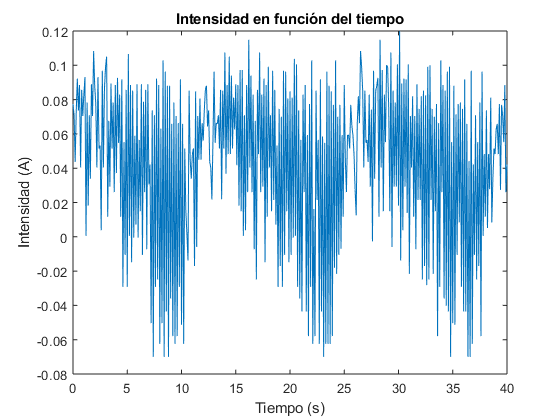 Intensidad en función del tiempo
0.12
0.1
0.08
0.06
0.04
0.02
0
-0.02
-0.04
-0.06
-0.08
Intensidad (A)
0 5 10 15 20 25 30 35 40
Tiempo (s)